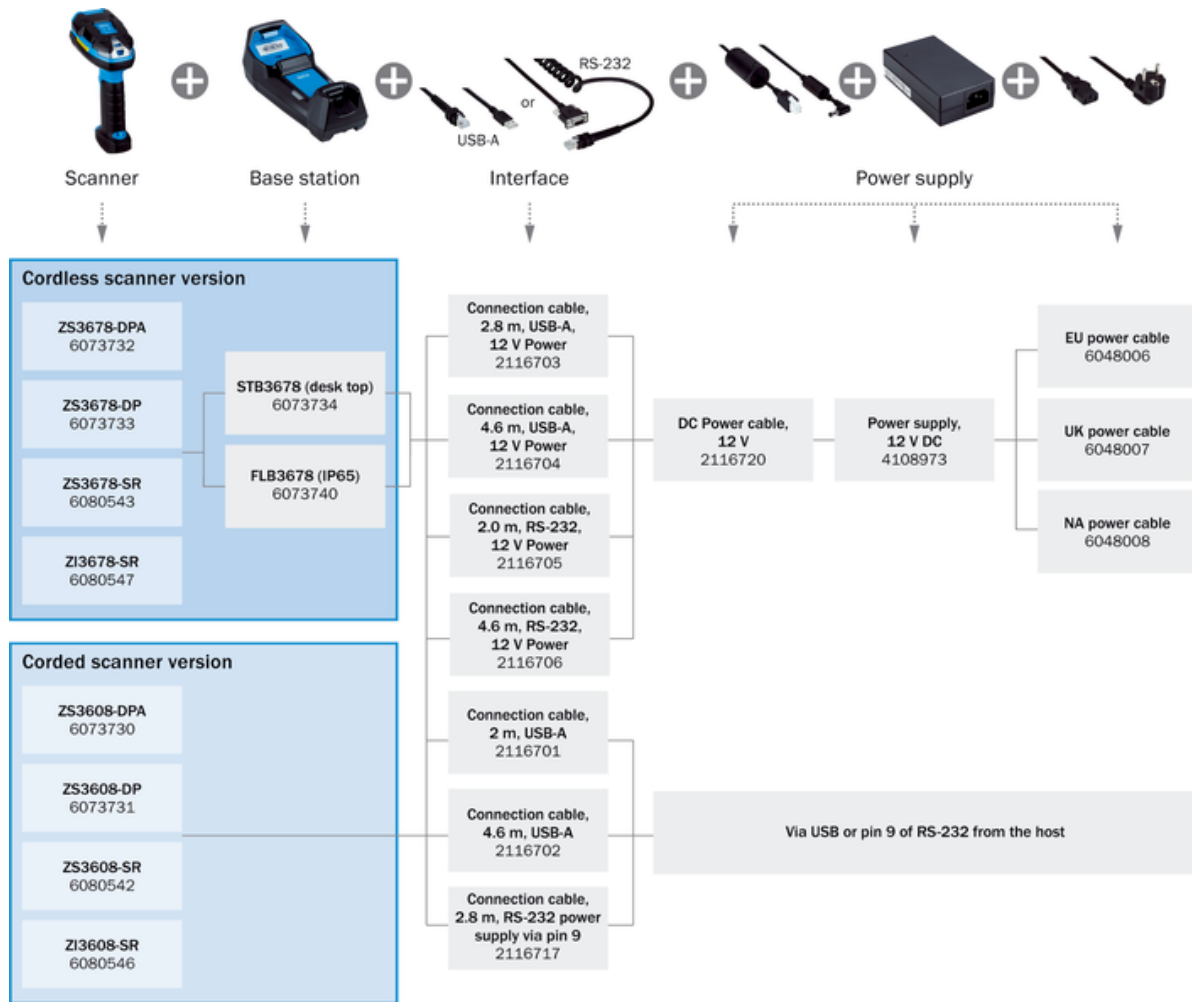 RS-232
or
USB-A
Scanner
Base station
Interface
Power supply
Cordless scanner version
ZS3678-DPA
6073732
ZS3678-DP
6073733
ZS3678-SR
6080543
ZI3678-SR
6080547
STB3678 (desk top)
6073734
FLB3678 (IP65)
6073740
Corded scanner version
ZS3608-DPA
6073730
ZS3608-DP
6073731
ZS3608-SR
6080542
ZI3608-SR
6080546
Connection cable,
2.8 m, USB-A,
12 V Power
2116703
Connection cable,
4.6 m, USB-A,
12 V Power
2116704
Connection cable,
2.0 m, RS-232,
12 V Power
2116705
Connection cable,
4.6 m, RS-232,
12 V Power
2116706
Connection cable,
2 m, USB-A
2116701
Connection cable,
4.6 m, USB-A
2116702
Connection cable,
2.8 m, RS-232 power
supply via pin 9
2116717
DC Power cable,
12 V
2116720
Power supply,
12 V DC
4108973
EU power cable
6048006
UK power cable
6048007
NA power cable
6048008
Via USB or pin 9 of RS-232 from the host